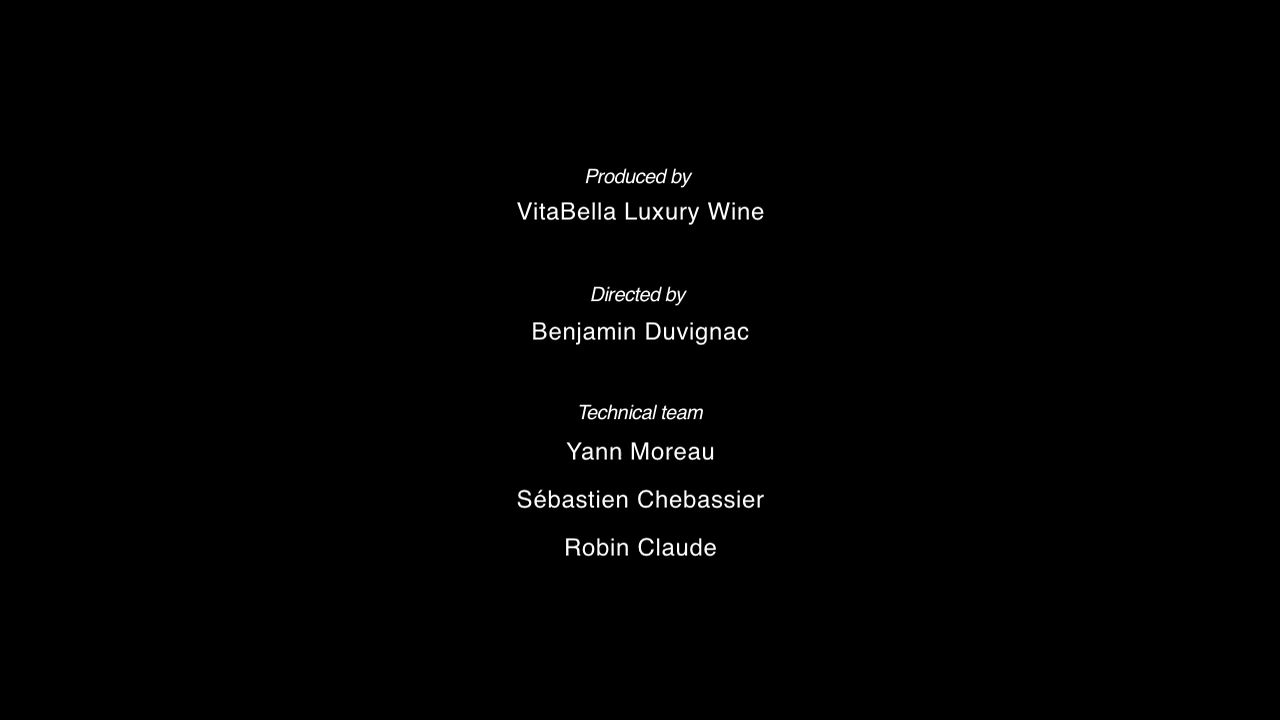 Produced by
VitaBella Luxury Wine
Directed by
Benjamin Duvignac
Technical team
Yann Moreau
Sébastien Chebassier
Robin Claude